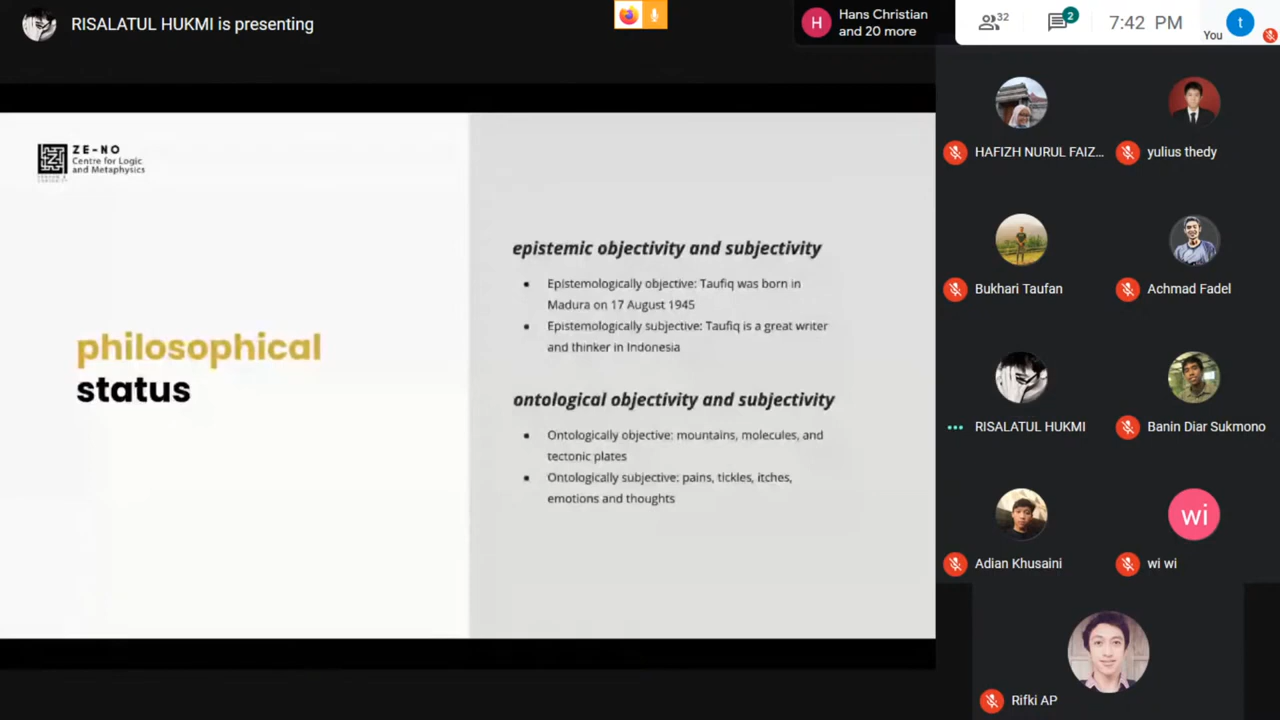 RISALATUL HUKMI is presenting
H
Hans Christian
and 20 more
32
2
7:42 PM
You
t
ZE-NO
Centre for Logic
and Metaphysics
philosophical
status
epistemic objectivity and subjectivity
• Epistemologically objective: Taufiq was born in
Madura on 17 August 1945
• Epistemologically subjective: Taufiq is a great writer
and thinker in Indonesia
ontological objectivity and subjectivity
• Ontologically objective: mountains, molecules, and
tectonic plates
• Ontologically subjective: pains, tickles, itches,
emotions and thoughts
HAFIZH NURUL FAIZ...
yulius thedy
Bukhari Taufan
Achmad Fadel
RISALATUL HUKMI
Banin Diar Sukmono
Adian Khusaini
wi
wi wi
Rifki AP